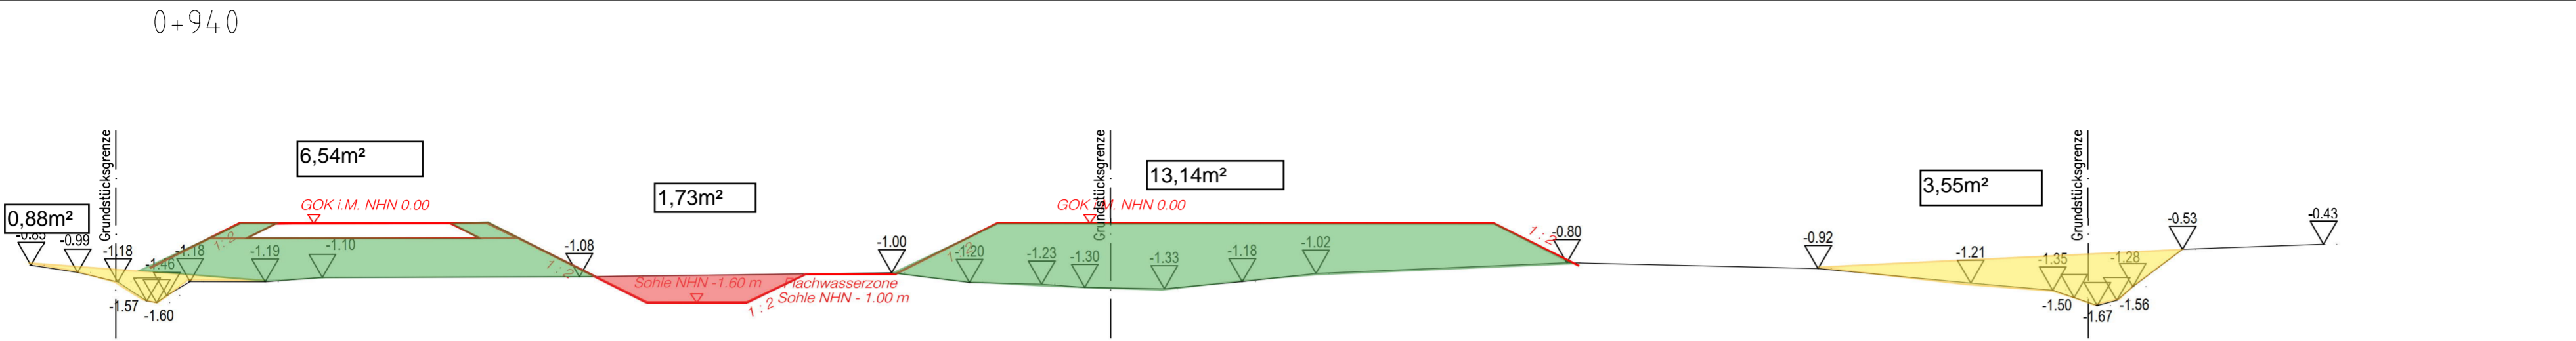 0+940
Grundstücksgrenze
Grundstücksgrenze
Grundstücksgrenze
6,54m²
13,14m²
3,55m²
1,73m²
0,88m²
GOK i.M. NHN 0.00
GOK i.M. NHN 0.00
-0.85
-0.99
-1.18
-1.46
-1.18
-1.19
-1.10
-1.08
-1.00
-1.20
-1.23
-1.30
-1.33
-1.18
-1.02
-0.80
-0.92
-1.21
-1.35
-1.28
-0.53
-0.43
1:2
1:2
1:2
1:2
Sohle NHN -1.60 m
Flachwasserzone
1:2
Sohle NHN - 1.00 m
-1.57
-1.60
-1.50
-1.67
-1.56